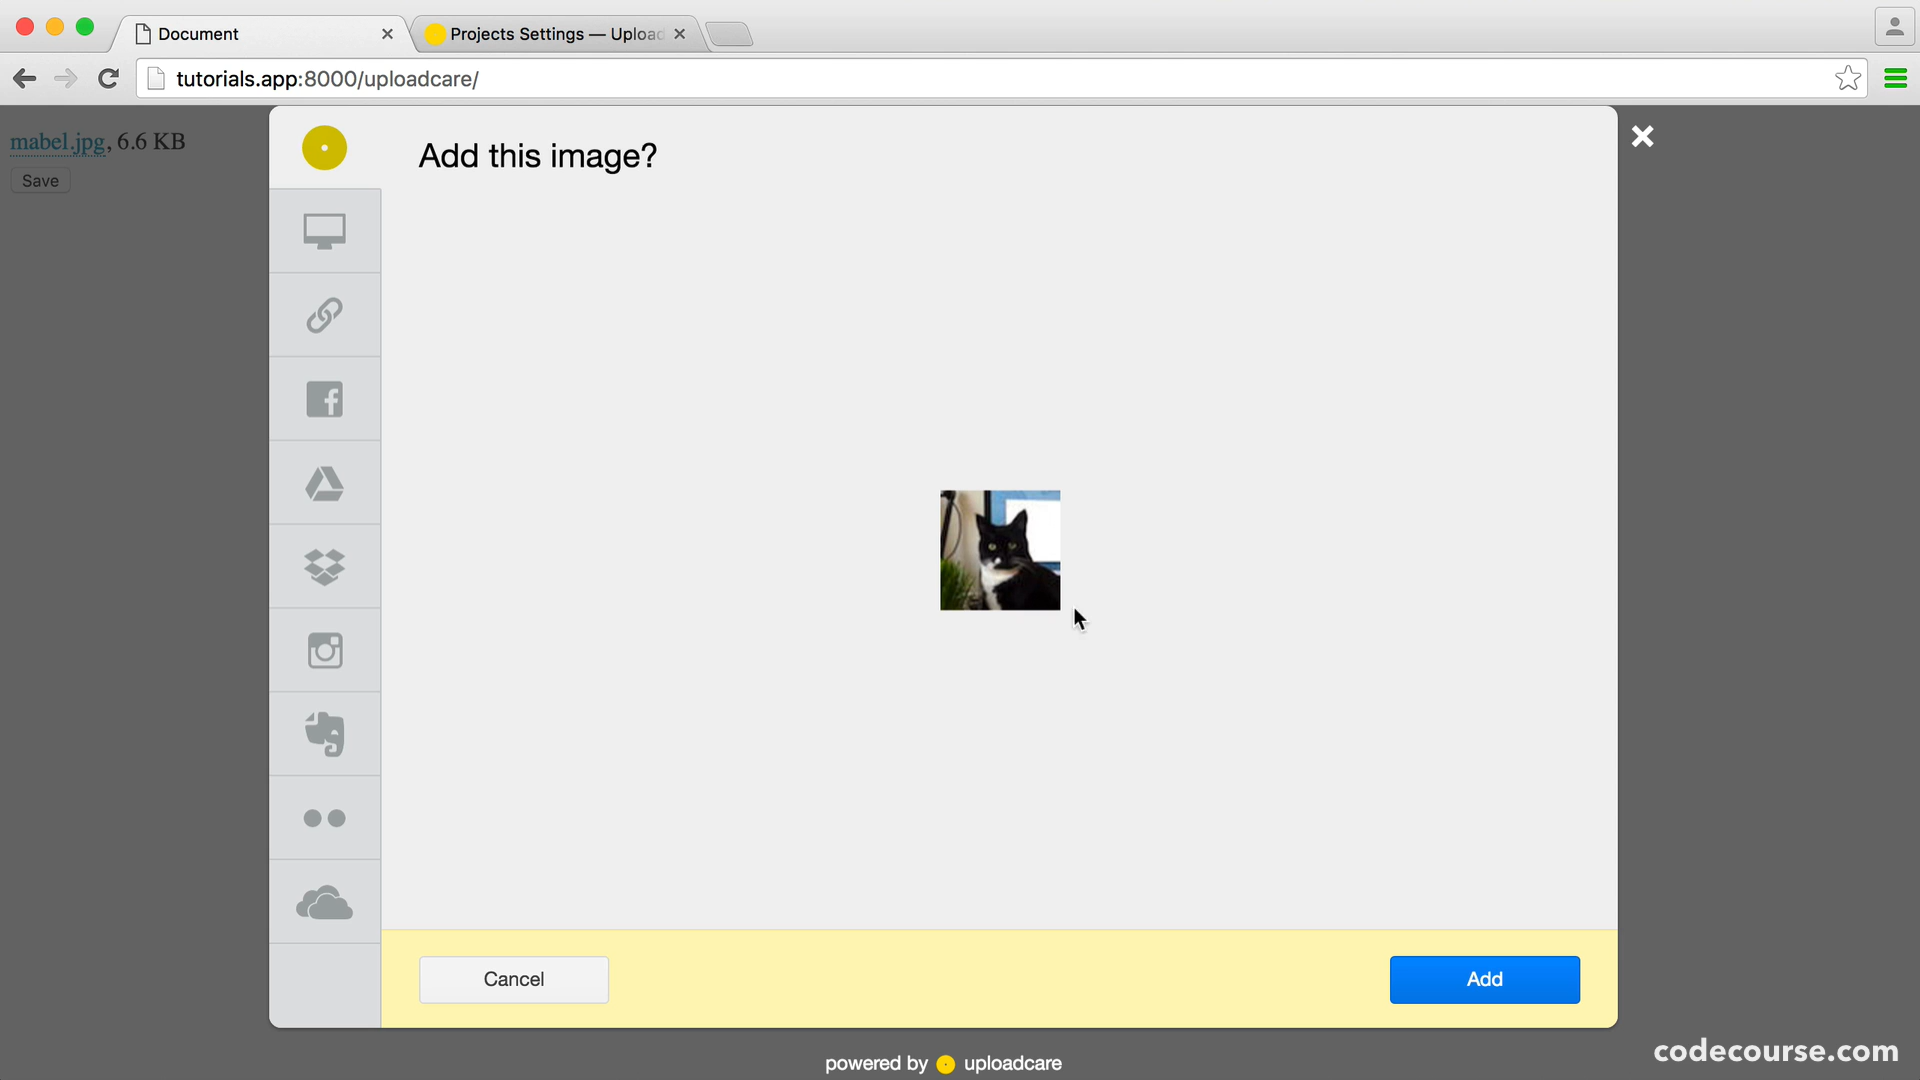 Document
Projects Settings — Upload
tutorials.app:8000/uploadcare/
mabel.jpg, 6.6 KB
Save
Add this image?
Cancel
Add
powered by uploadcare
codecourse.com